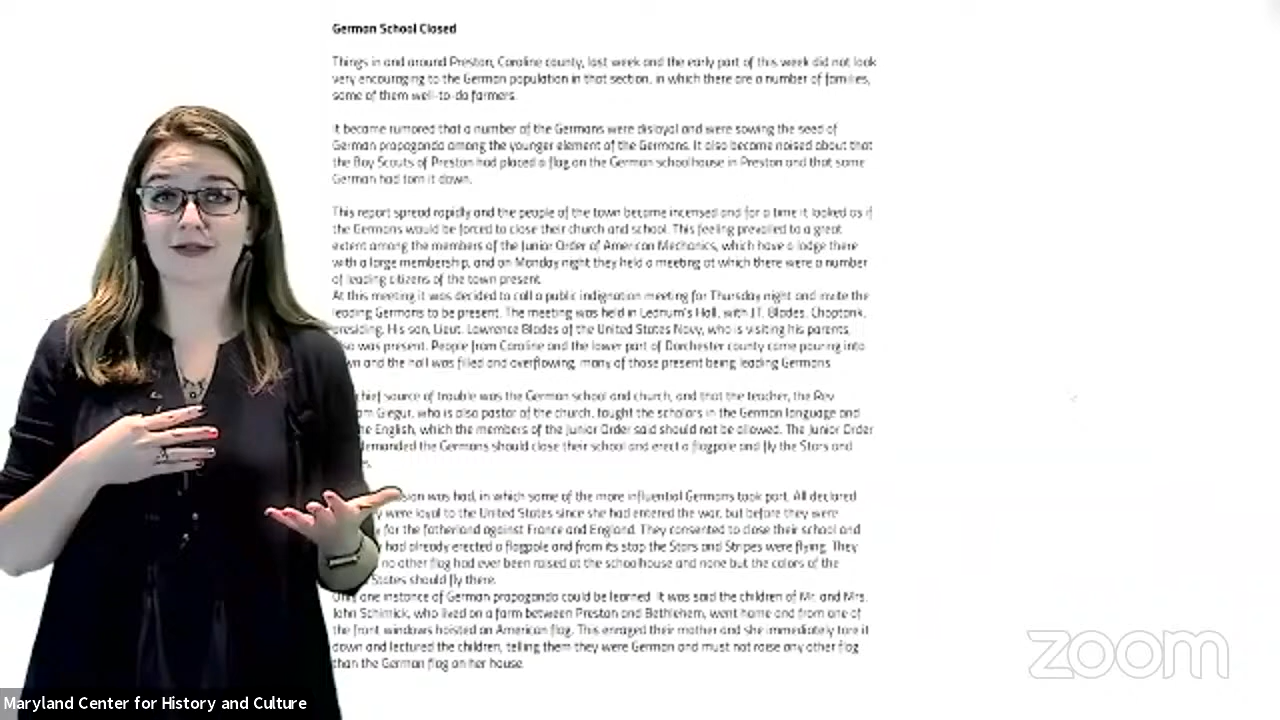 German School Closed
Things in and around Preston, Caroline county, last week and the early part of this week did not look
very encouraging to the German population in that section, in which there are a number of families,
some of them well-to-do farmers.
It became rumored that a number of the Germans were disloyal and were sowing the seed of
German propaganda among the younger element of the Germans. It also became noised about that
the Boy Scouts of Preston had placed a flag on the German schoolhouse in Preston and that some
German had torn it down.
This report spread rapidly and the people of the town became incensed and for a time it looked as if
the Germans would be forced to close their church and school. This feeling prevailed to a great
extent among the members of the Junior Order of American Mechanics, which have a lodge there
with a large membership, and on Monday night they held a meeting at which there were a number
of leading citizens of the town present.
At this meeting it was decided to call a public indignation meeting for Thursday night and invite the
leading Germans to be present. The meeting was held in Lednum's Hall, with J.T. Blades, Choptank,
presiding. His son, Lieut. Lawrence Blades of the United States Navy, who is visiting his parents,
also was present. People from Caroline and the lower part of Dorchester county came pouring into
and the hall was filled and overflowing, many of those present being leading Germans
chief source of trouble was the German school and church, and that the teacher, the Rev.
Giegur, who is also pastor of the church, taught the scholars in the German language and
English, which the members of the Junior Order said should not be allowed. The Junior Order
demanded the Germans should close their school and erect a flagpole and fly the Stars and
was had, in which some of the more influential Germans took part. All declared
were loyal to the United States since she had entered the war, but before they were
for the fatherland against France and England. They consented to close their school and
had already erected a flagpole and from its stop the Stars and Stripes were flying. They
no other flag had ever been raised at the schoolhouse and none but the colors of the
States should fly there.
Only one instance of German propaganda could be learned. It was said the children of Mr. and Mrs.
John Schimick, who lived on a farm between Preston and Bethlehem, went home and from one of
the front windows hoisted an American flag. This enraged their mother and she immediately tore it
down and lectured the children, telling them they were German and must not raise any other flag
than the German flag on her house.
zoom
Maryland Center for History and Culture